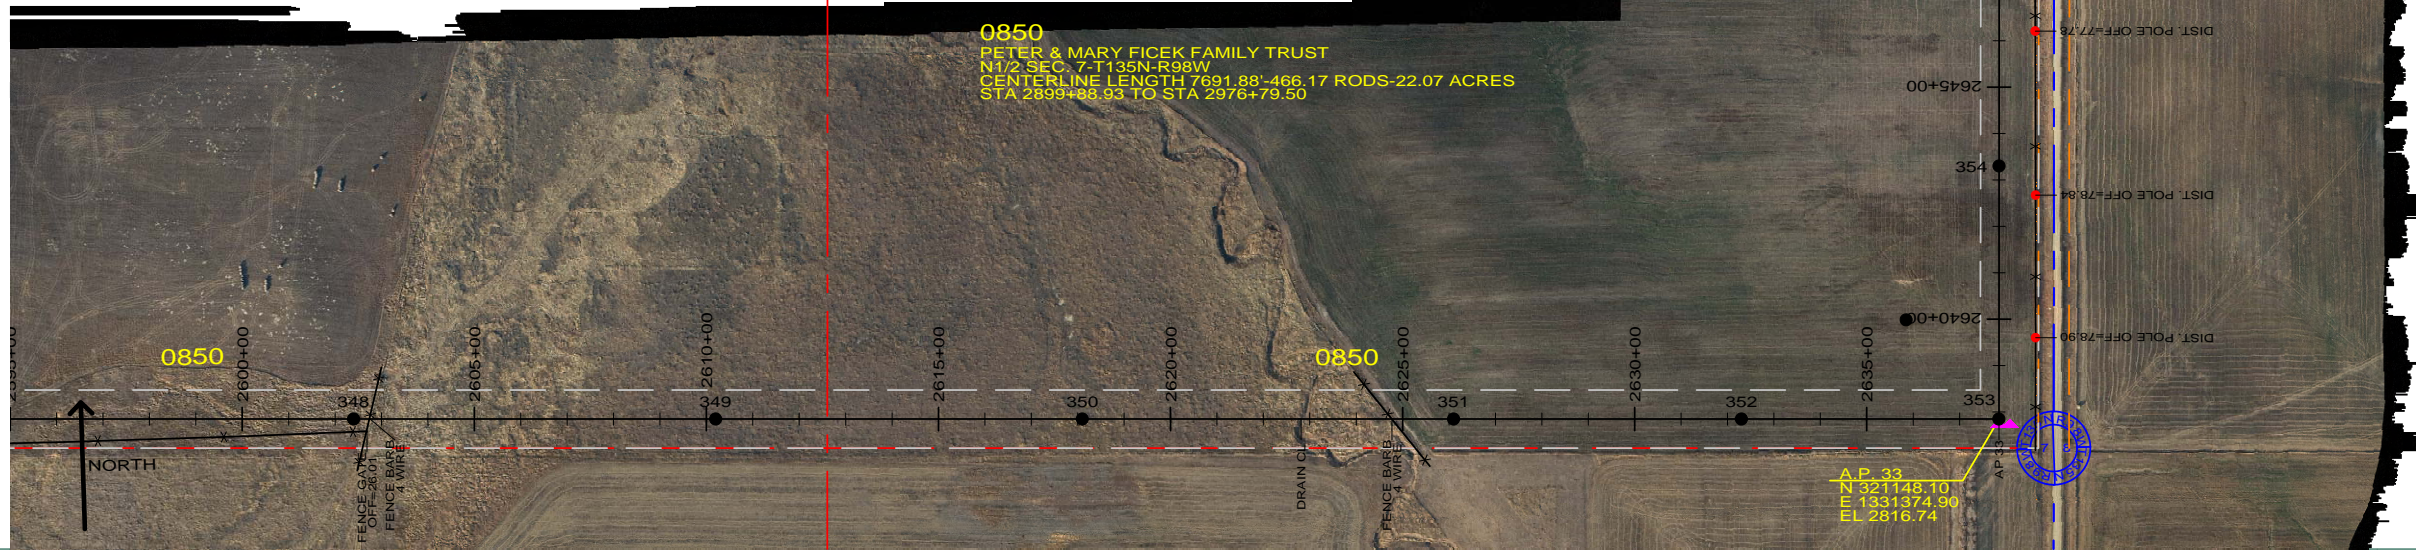 0850
PETER & MARY FICEK FAMILY TRUST
N1/2 SEC. 7-T135N-R98W
CENTERLINE LENGTH 7691.88'-466.17 RODS-22.07 ACRES
STA 2899+88.93 TO STA 2976+79.50
DIST. POLE OFF=77.78
2645+00
354
DIST. POLE OFF=78.84
2640+00
DIST. POLE OFF=78.90
0850
0850
2595+00
2600+00
2605+00
2610+00
2615+00
2620+00
2625+00
2630+00
2635+00
348
349
350
351
352
353
NORTH
FENCE GATE
OFF=26.01
FENCE BARB
4 WIRE
DRAIN CL
FENCE BARB
4 WIRE
AP 33
A.P. 33
N 321148.10
E 1331374.90
EL 2816.74